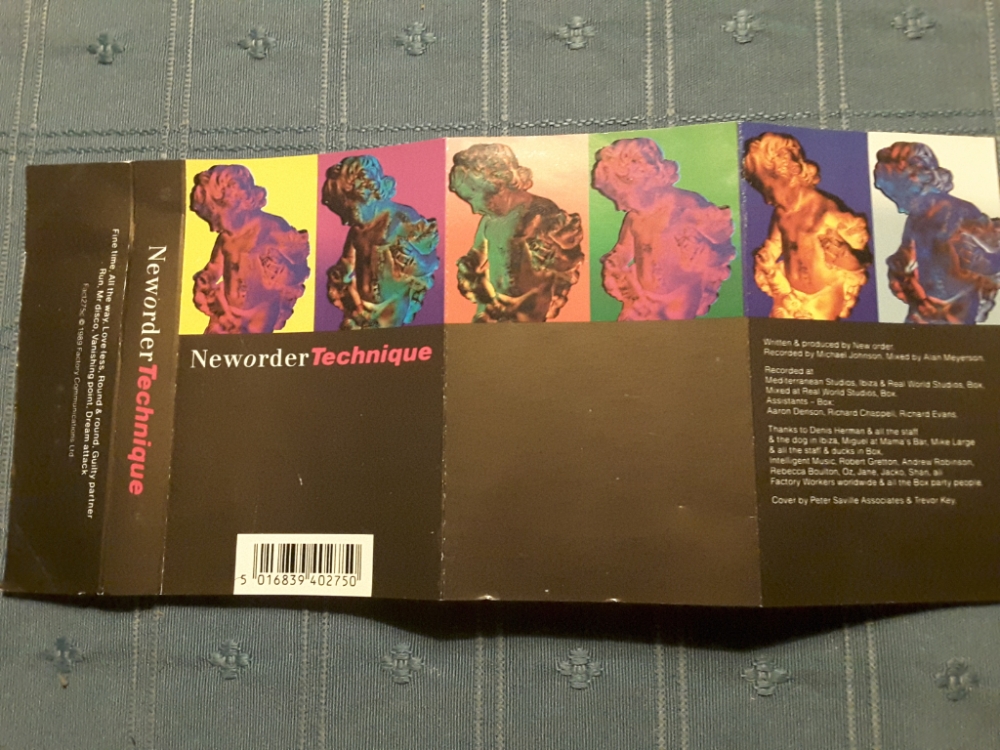 Fine time, All the way, Love less, Round & round, Guilty partner
Run, Mr disco, Vanishing point, Dream attack
Fact275c © 1989 Factory Communications Ltd
NeworderTechnique
NeworderTechnique
5 016839 402750
Written & produced by New order.
Recorded by Michael Johnson. Mixed by Alan Meyerson.
Recorded at
Mediterranean Studios, Ibiza & Real World Studios, Box.
Mixed at Real World Studios, Box.
Assistants – Box:
Aaron Denson, Richard Chappell, Richard Evans.
Thanks to Denis Herman & all the staff
& the dog in Ibiza, Miguel at Mama's Bar, Mike Large
& all the staff & ducks in Box,
Intelligent Music, Robert Gretton, Andrew Robinson,
Rebecca Boulton, Oz, Jane, Jacko, Shan, all
Factory Workers worldwide & all the Box party people.
Cover by Peter Saville Associates & Trevor Key.